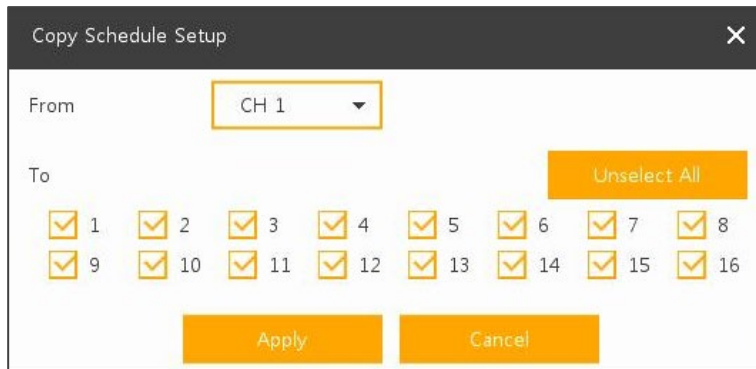 Copy Schedule Setup
From CH 1
To Unselect All
1 2 3 4 5 6 7 8
9 10 11 12 13 14 15 16
Apply Cancel